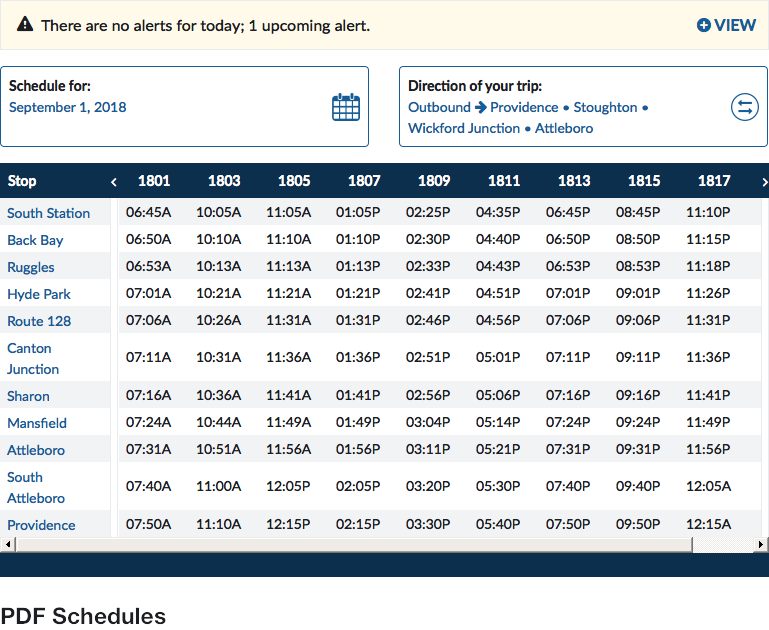 There are no alerts for today; 1 upcoming alert. VIEW
Schedule for:
September 1, 2018
Direction of your trip:
Outbound → Providence • Stoughton •
Wickford Junction • Attleboro
Stop < 1801 1803 1805 1807 1809 1811 1813 1815 1817 >
South Station 06:45A 10:05A 11:05A 01:05P 02:25P 04:35P 06:45P 08:45P 11:10P
Back Bay 06:50A 10:10A 11:10A 01:10P 02:30P 04:40P 06:50P 08:50P 11:15P
Ruggles 06:53A 10:13A 11:13A 01:13P 02:33P 04:43P 06:53P 08:53P 11:18P
Hyde Park 07:01A 10:21A 11:21A 01:21P 02:41P 04:51P 07:01P 09:01P 11:26P
Route 128 07:06A 10:26A 11:31A 01:31P 02:46P 04:56P 07:06P 09:06P 11:31P
Canton
Junction 07:11A 10:31A 11:36A 01:36P 02:51P 05:01P 07:11P 09:11P 11:36P
Sharon 07:16A 10:36A 11:41A 01:41P 02:56P 05:06P 07:16P 09:16P 11:41P
Mansfield 07:24A 10:44A 11:49A 01:49P 03:04P 05:14P 07:24P 09:24P 11:49P
Attleboro 07:31A 10:51A 11:56A 01:56P 03:11P 05:21P 07:31P 09:31P 11:56P
South
Attleboro 07:40A 11:00A 12:05P 02:05P 03:20P 05:30P 07:40P 09:40P 12:05A
Providence 07:50A 11:10A 12:15P 02:15P 03:30P 05:40P 07:50P 09:50P 12:15A
PDF Schedules